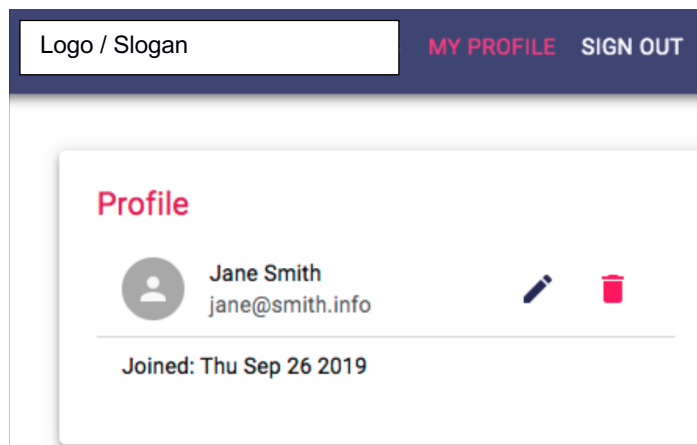 Logo / Slogan
MY PROFILE SIGN OUT
Profile
Jane Smith
jane@smith.info
Joined: Thu Sep 26 2019